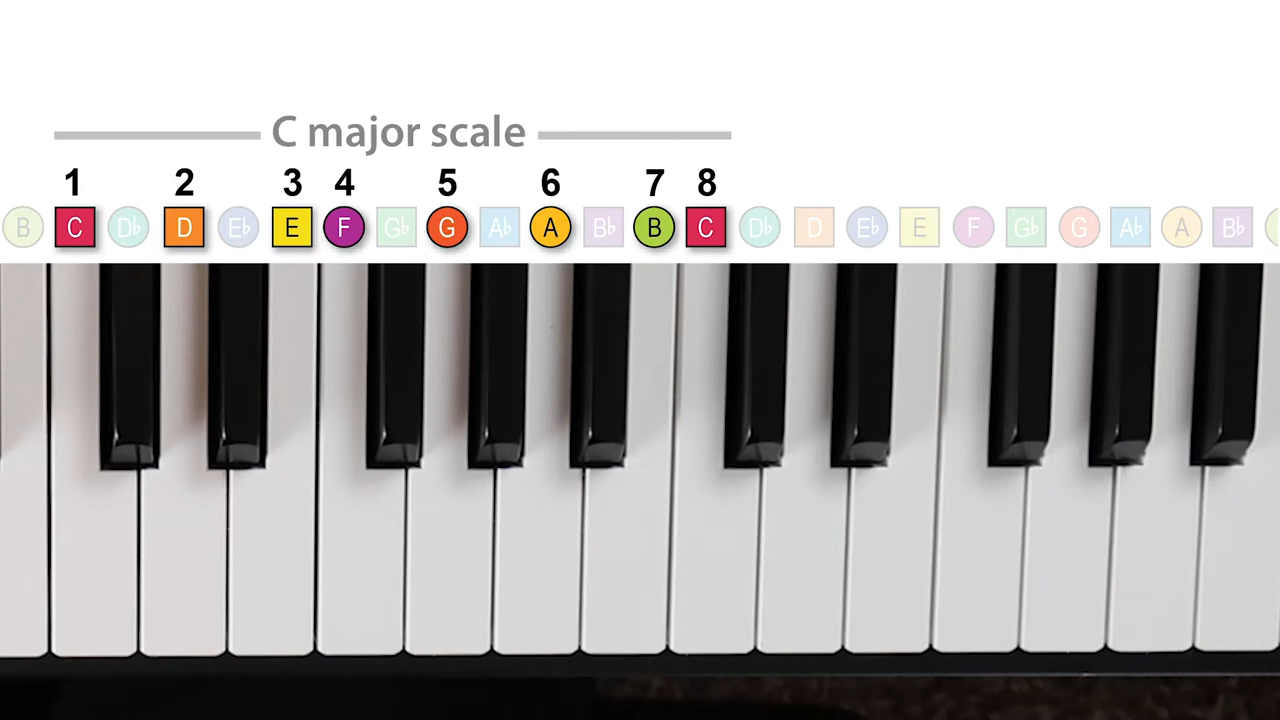 C major scale
1 2 3 4 5 6 7 8
B C D♭ D E♭ E F G♭ G A♭ A B♭ B C D♭ D E♭ E F G♭ G A♭ A B♭